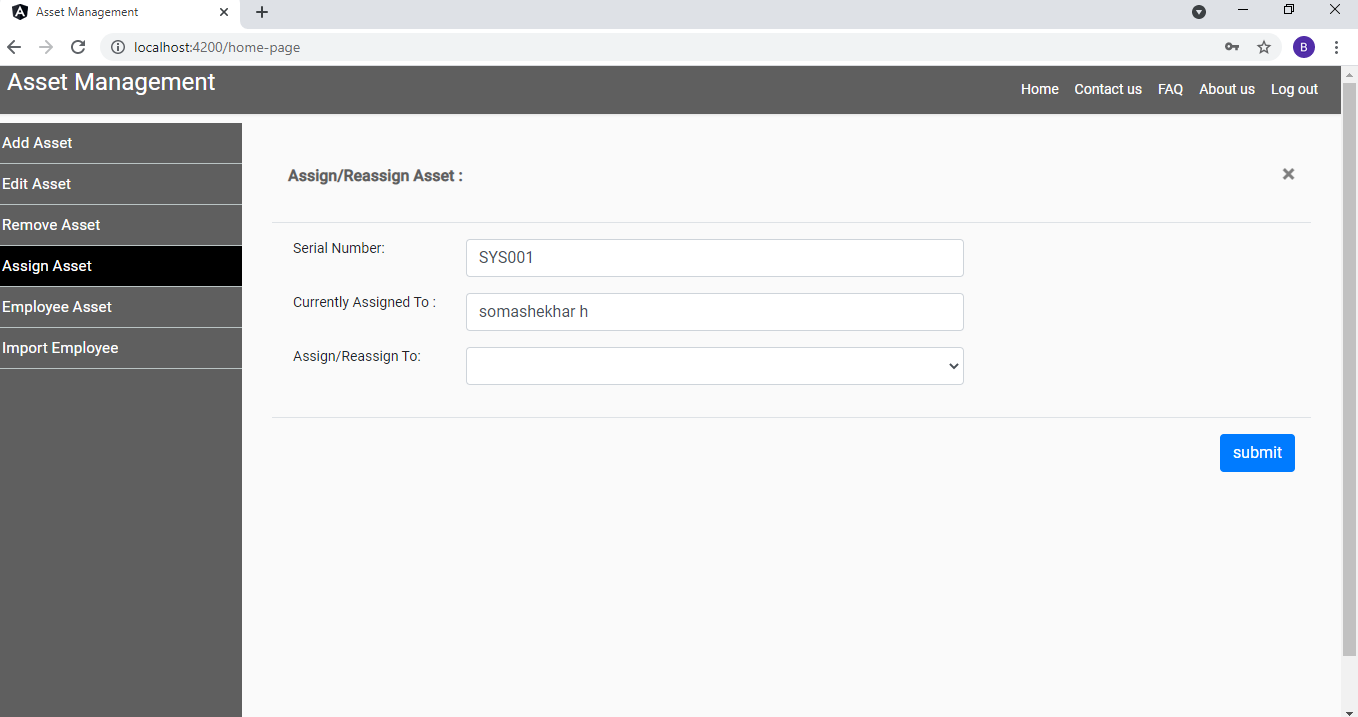 Asset Management
localhost:4200/home-page
B
Asset Management
Home Contact us FAQ About us Log out
Add Asset
Edit Asset
Remove Asset
Assign Asset
Employee Asset
Import Employee
Assign/Reassign Asset :
Serial Number: SYS001
Currently Assigned To : somashekhar h
Assign/Reassign To:
submit